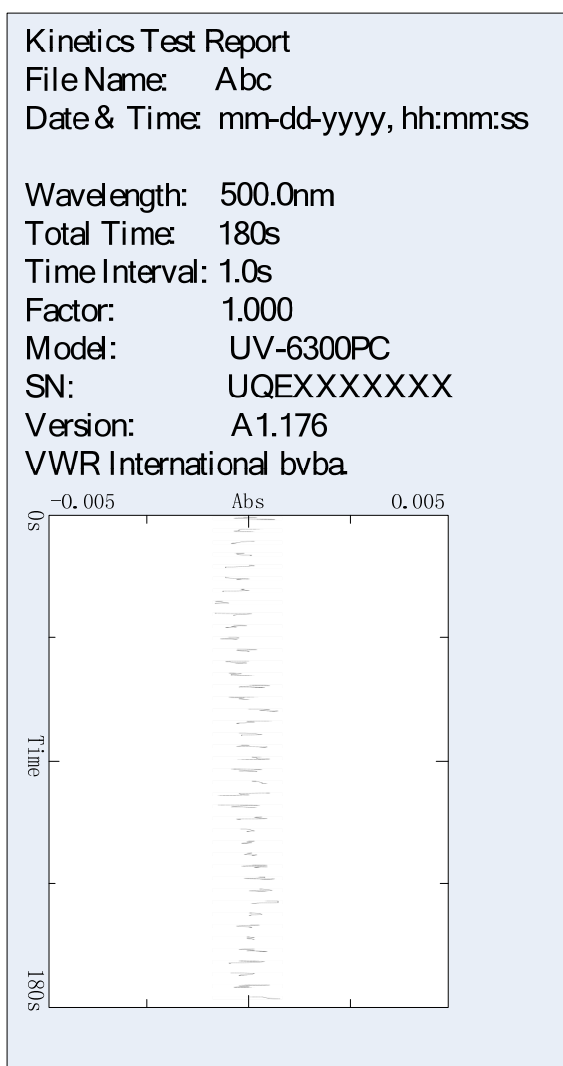 Kinetics Test Report
File Name: Abc
Date & Time: mm-dd-yyyy, hh:mm:ss
Wavelength: 500.0nm
Total Time: 180s
Time Interval: 1.0s
Factor: 1.000
Model: UV-6300PC
SN: UQEXXXXXXX
Version: A1.176
VWR International bvba.
-0.005 Abs 0.005
0s
Time
180s